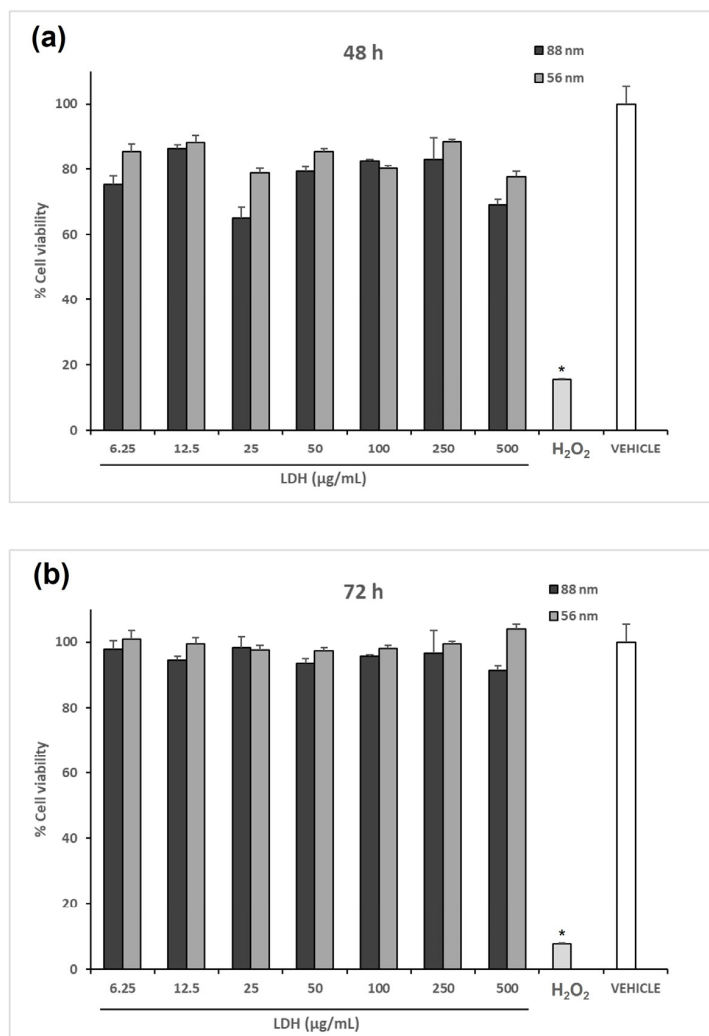 (a)
48 h
88 nm
56 nm
100
80
60
40
20
0
% Cell viability
*
6.25 12.5 25 50 100 250 500 H₂O₂ VEHICLE
LDH (µg/mL)
(b)
72 h
88 nm
56 nm
100
80
60
40
20
0
% Cell viability
*
6.25 12.5 25 50 100 250 500 H₂O₂ VEHICLE
LDH (µg/mL)